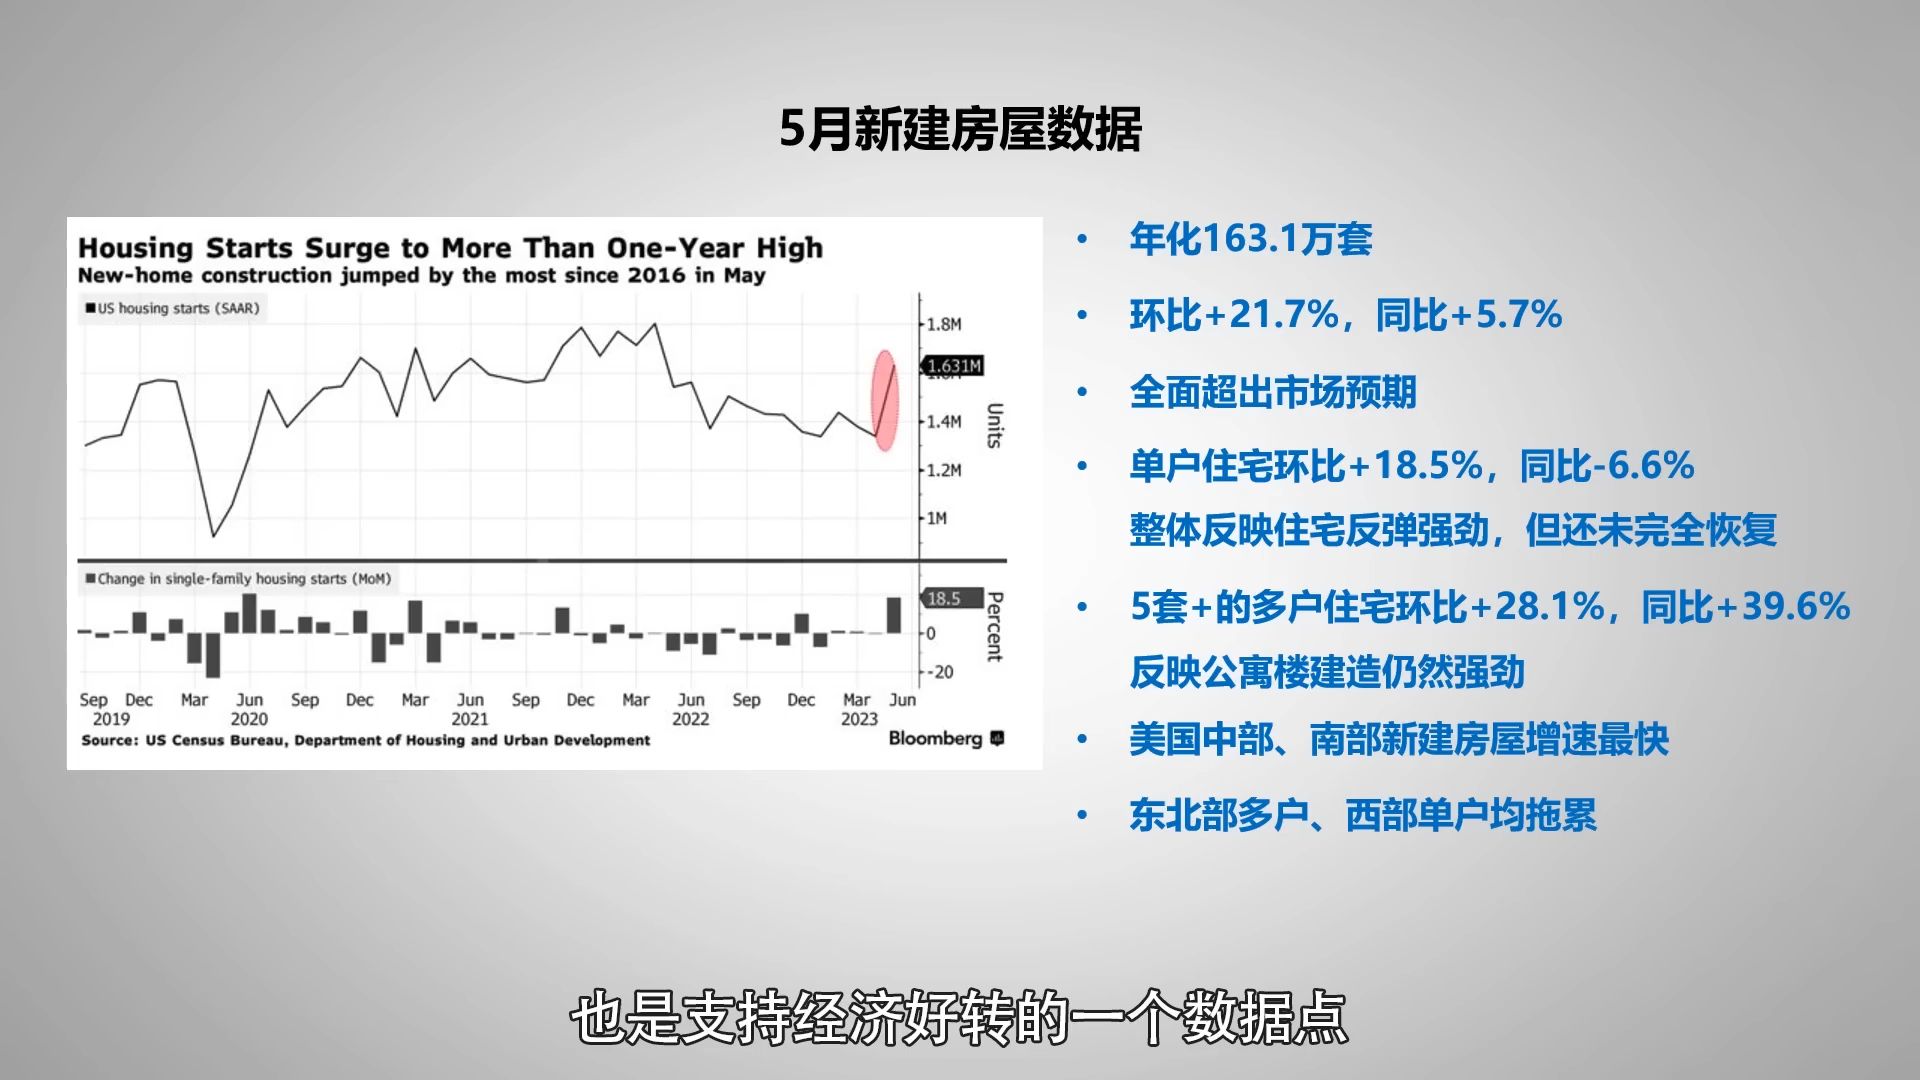 5月新建房屋数据
Housing Starts Surge to More Than One-Year High
New-home construction jumped by the most since 2016 in May
US housing starts (SAAR)
1.8M
1.631M
1.4M
1.2M
1M
Units
Change in single-family housing starts (MoM)
18.5
0
-20
Percent
Sep Dec Mar Jun Sep Dec Mar Jun Sep Dec Mar Jun Sep Dec Mar Jun
2019 2020 2021 2022 2023
Source: US Census Bureau, Department of Housing and Urban Development
Bloomberg
• 年化163.1万套
• 环比+21.7%，同比+5.7%
• 全面超出市场预期
• 单户住宅环比+18.5%，同比-6.6%
整体反映住宅反弹强劲，但还未完全恢复
• 5套+的多户住宅环比+28.1%，同比+39.6%
反映公寓楼建造仍然强劲
• 美国中部、南部新建房屋增速最快
• 东北部多户、西部单户均拖累
也是支持经济好转的一个数据点